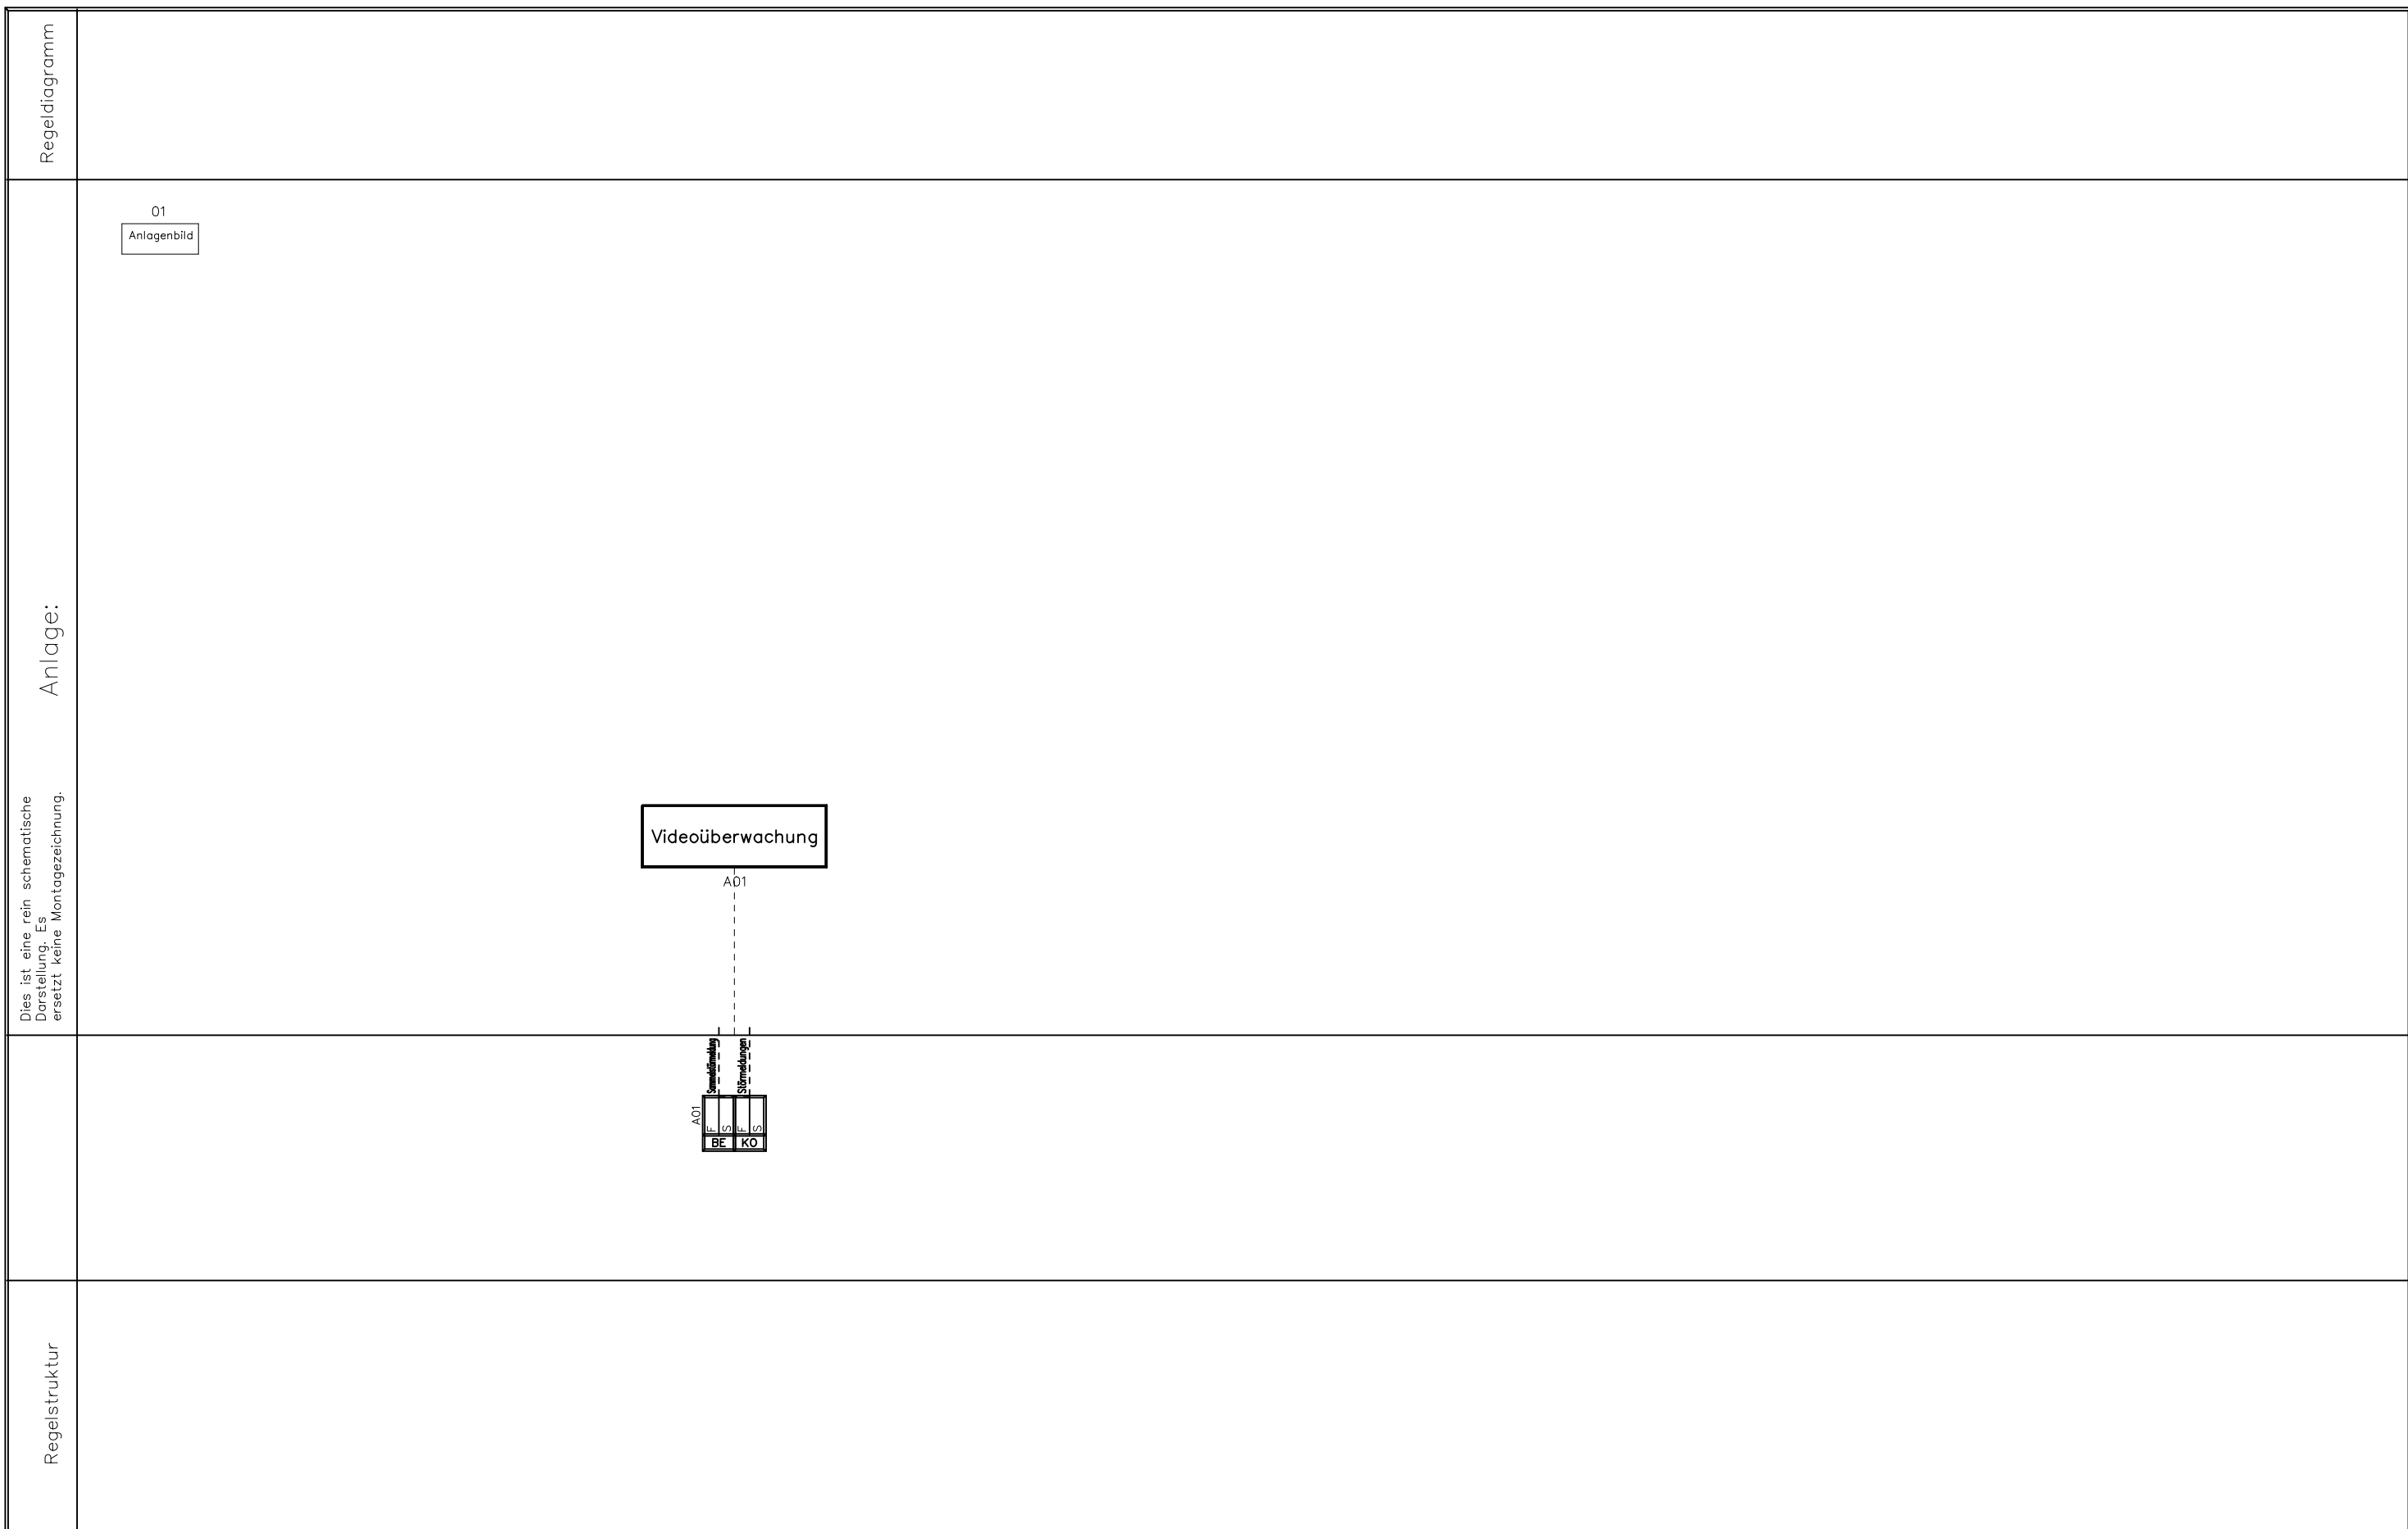 Regeldiagramm
01
Anlagenbild
Anlage:
Dies ist eine rein schematische
Darstellung. Es
ersetzt keine Montagezeichnung.
Videoüberwachung
A01
Sammelstörmeldung
Störmeldungen
A01
F
S
F
S
BE
KO
Regelstruktur